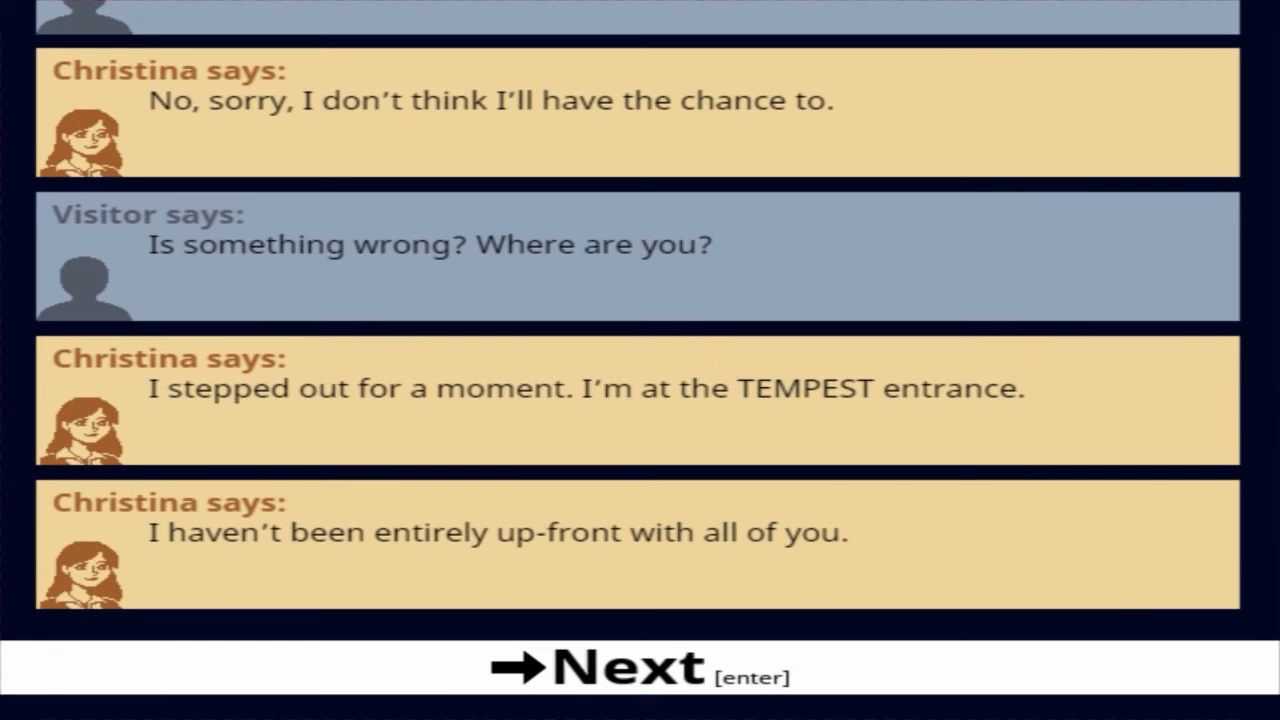 Christina says:
No, sorry, I don’t think I’ll have the chance to.
Visitor says:
Is something wrong? Where are you?
Christina says:
I stepped out for a moment. I’m at the TEMPEST entrance.
Christina says:
I haven’t been entirely up-front with all of you.
➡Next [enter]